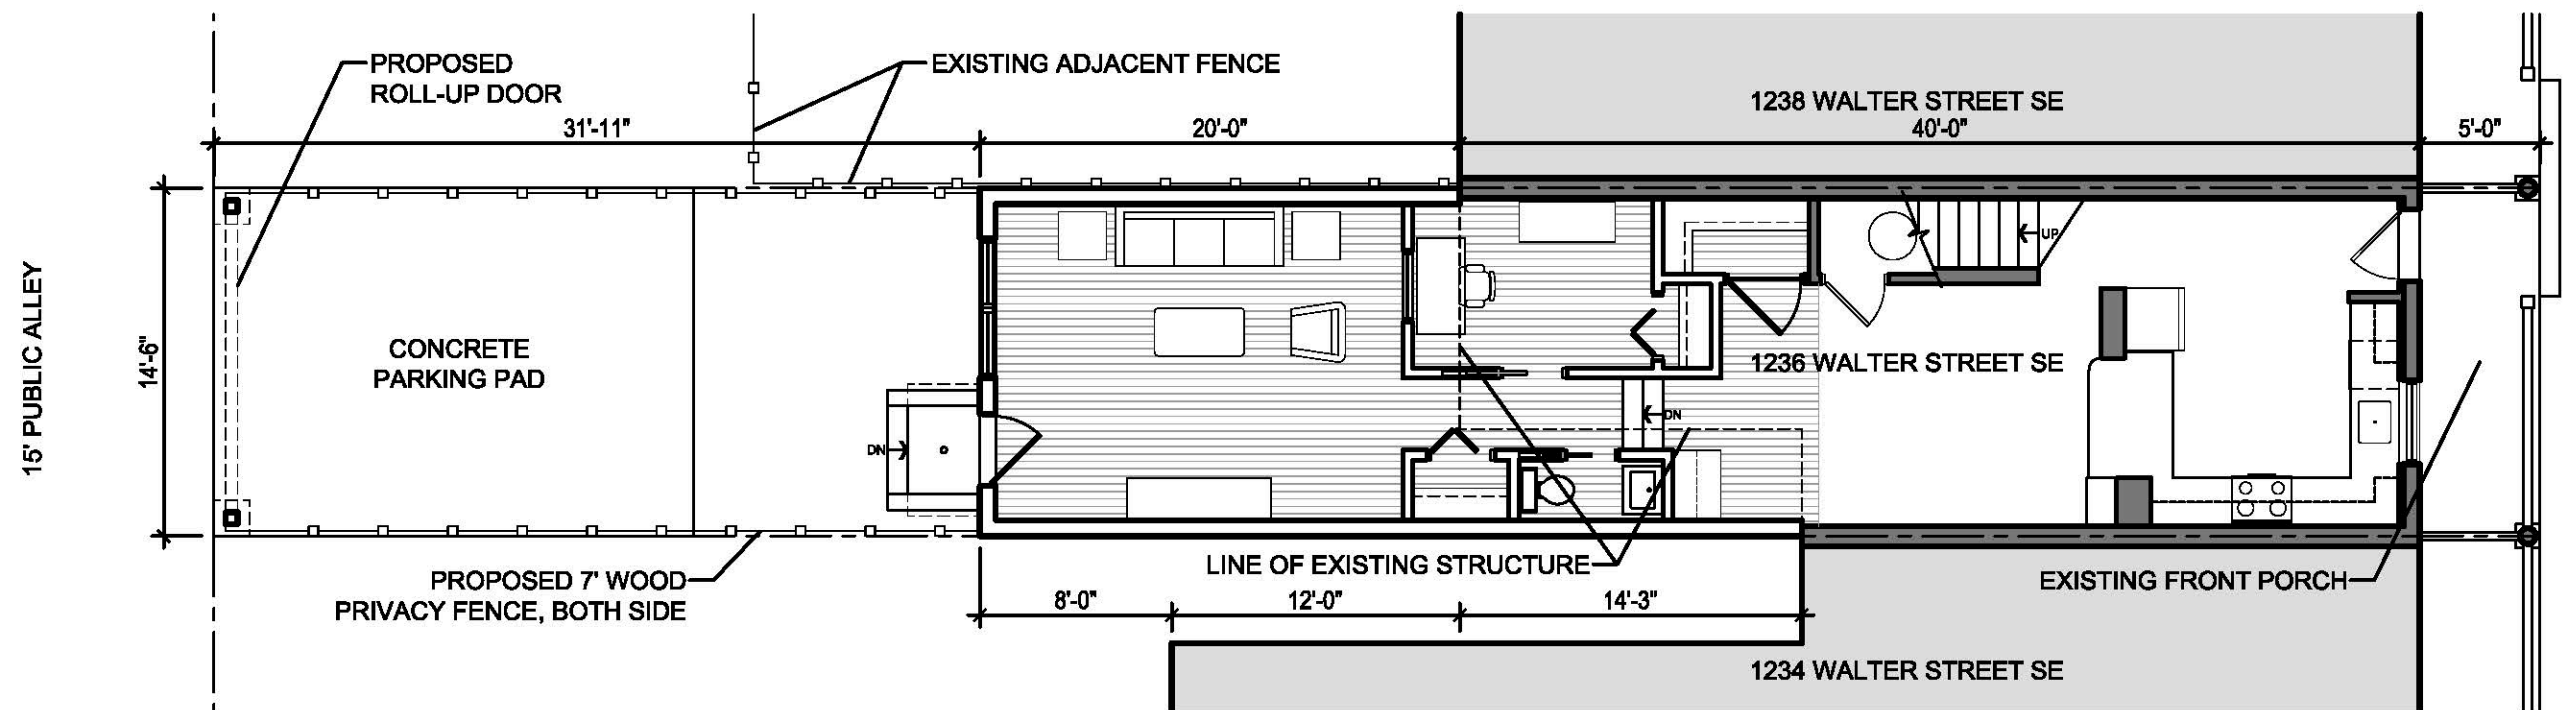 PROPOSED
ROLL-UP DOOR
EXISTING ADJACENT FENCE
1238 WALTER STREET SE
31'-11"
20'-0"
40'-0"
5'-0"
UP
15' PUBLIC ALLEY
14'-6"
CONCRETE
PARKING PAD
1236 WALTER STREET SE
DN
DN
LINE OF EXISTING STRUCTURE
PROPOSED 7' WOOD
PRIVACY FENCE, BOTH SIDE
EXISTING FRONT PORCH
8'-0"
12'-0"
14'-3"
1234 WALTER STREET SE